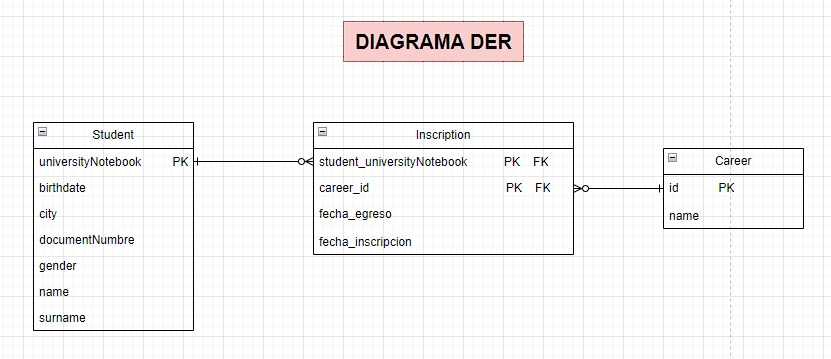 DIAGRAMA DER
Student
universityNotebook PK
birthdate
city
documentNumbre
gender
name
surname
Inscription
student_universityNotebook PK FK
career_id PK FK
fecha_egreso
fecha_inscripcion
Career
id PK
name